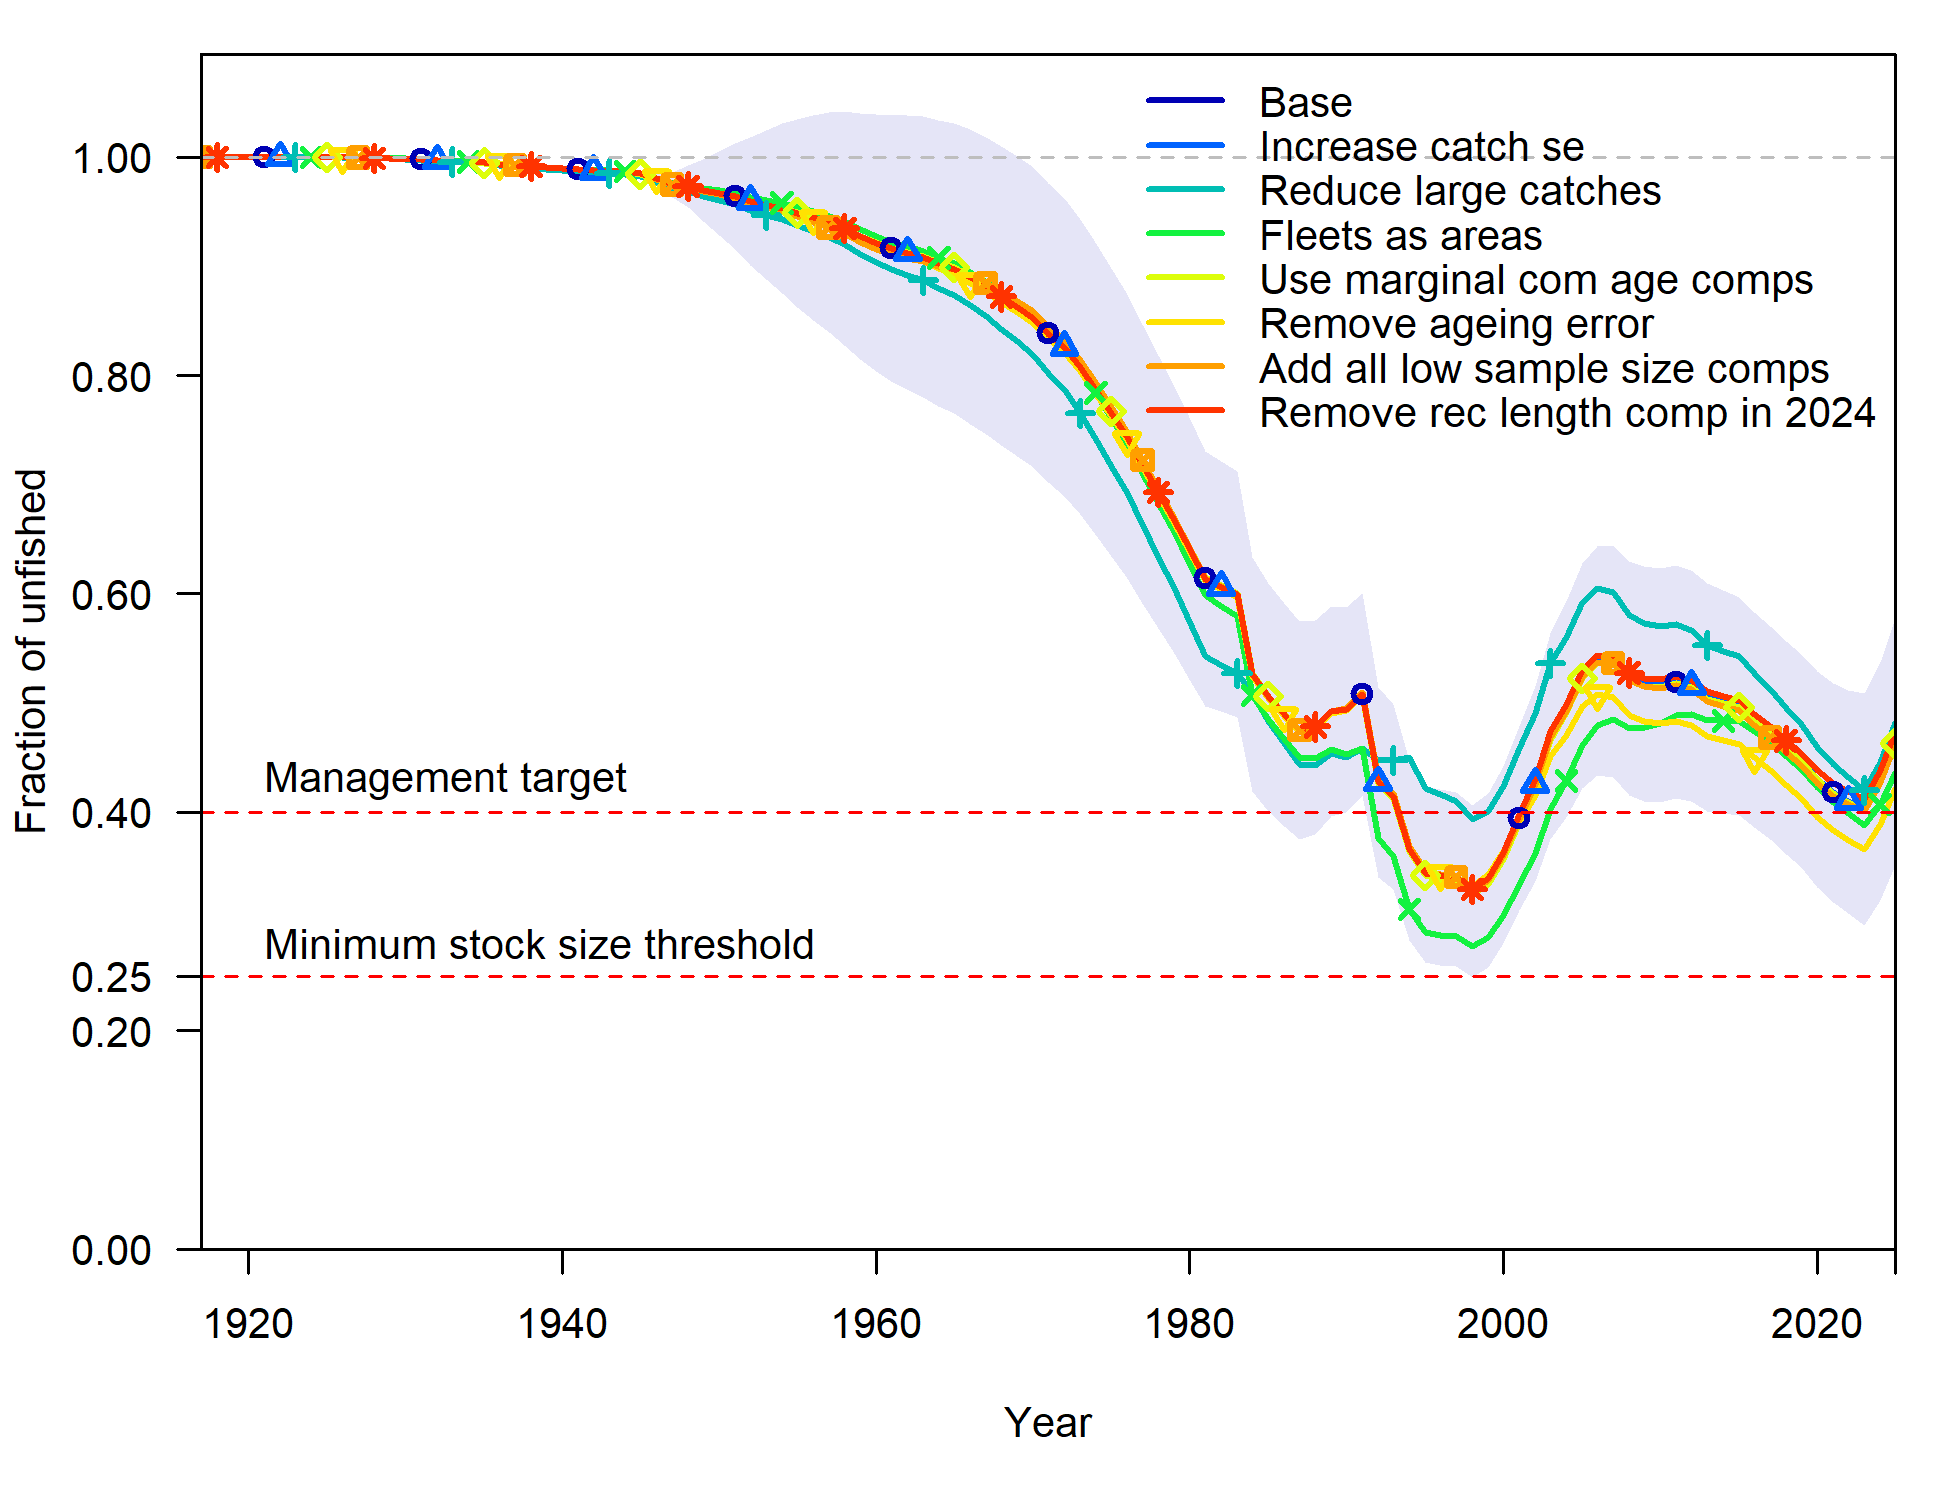 Base
Increase catch se
Reduce large catches
Fleets as areas
Use marginal com age comps
Remove ageing error
Add all low sample size comps
Remove rec length comp in 2024
1.00
0.80
0.60
0.40
0.25
0.20
0.00
Fraction of unfished
Management target
Minimum stock size threshold
1920
1940
1960
1980
2000
2020
Year